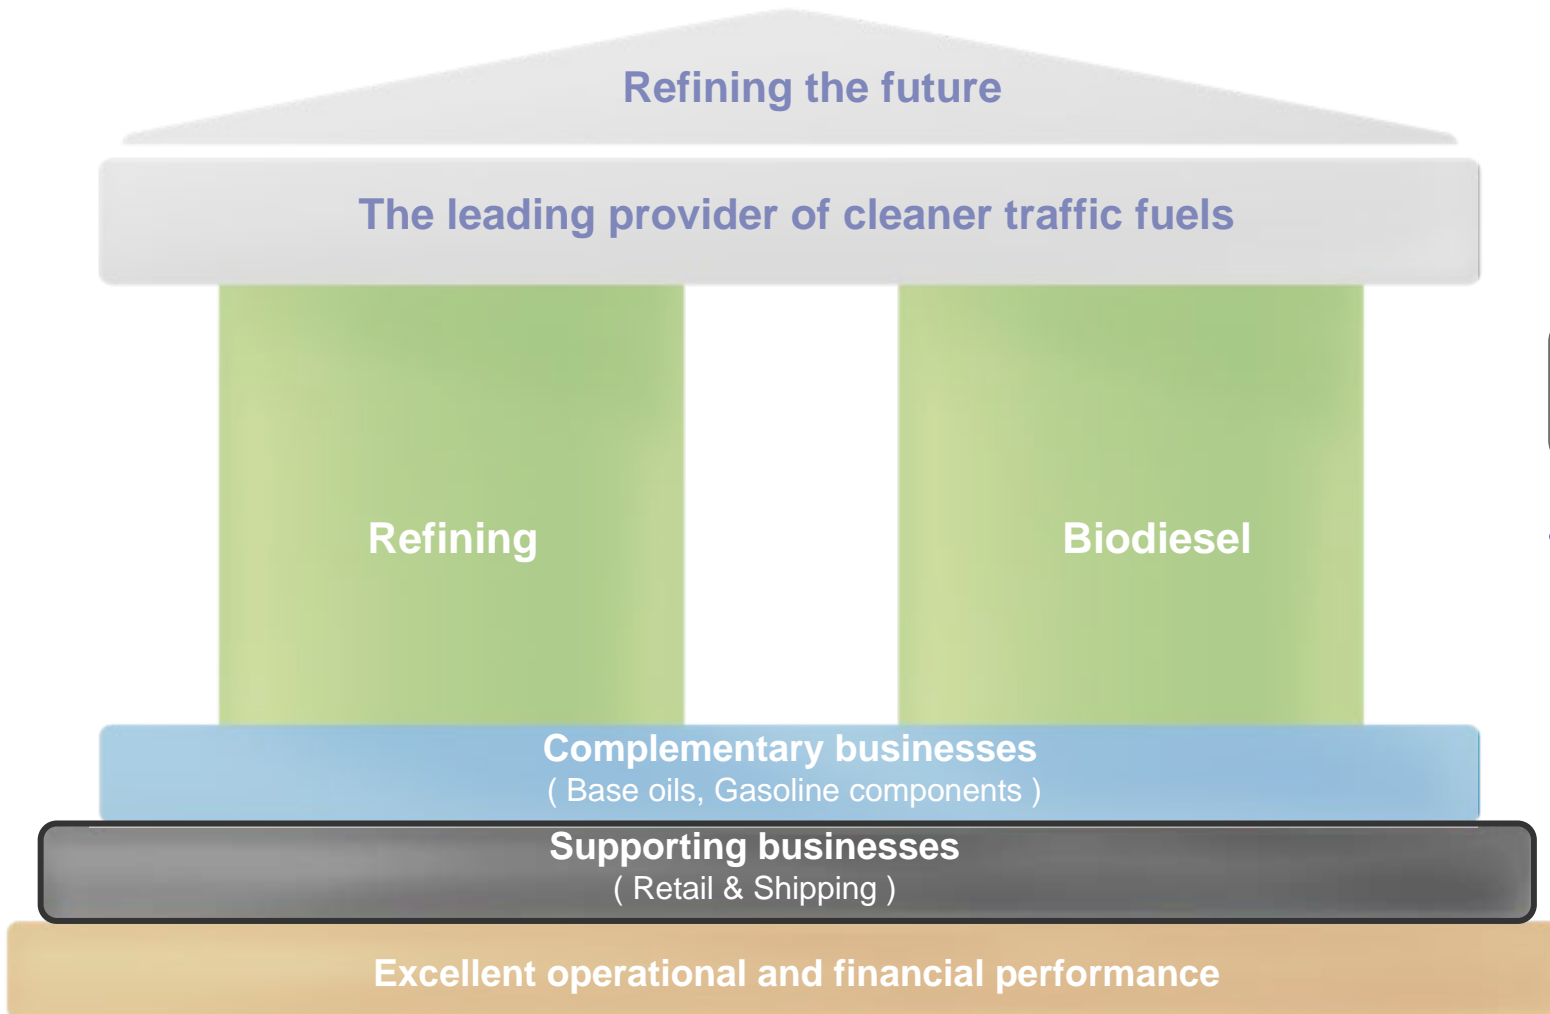 Refining the future
The leading provider of cleaner traffic fuels
Refining
Biodiesel
Complementary businesses
( Base oils, Gasoline components )
Supporting businesses
( Retail & Shipping )
Excellent operational and financial performance